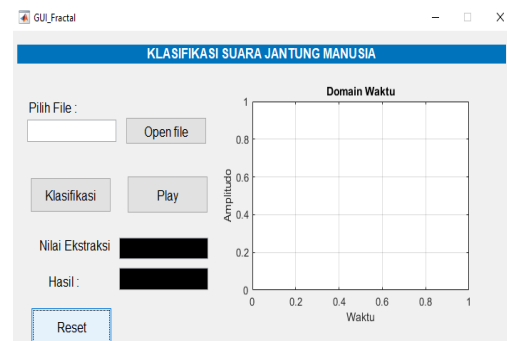 GUI_Fractal
KLASIFIKASI SUARA JANTUNG MANUSIA
Pilih File :
Open file
Klasifikasi
Play
Nilai Ekstraksi
Hasil :
Reset
Domain Waktu
Amplitudo
1
0.8
0.6
0.4
0.2
0
0 0.2 0.4 0.6 0.8 1
Waktu